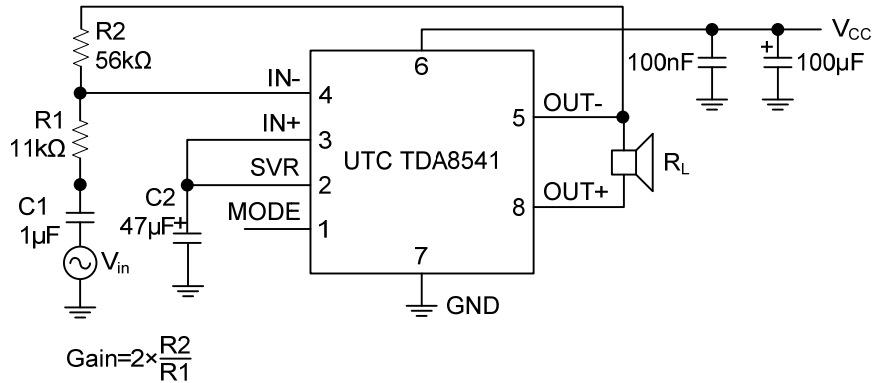 R2
56kΩ
R1
11kΩ
C1
1µF
Vin
C2
47µF+
IN-
4
IN+
3
SVR
2
MODE
1
UTC TDA8541
6
5
OUT-
8
OUT+
7
GND
RL
100nF
+
100µF
VCC
Gain=2×R2/R1